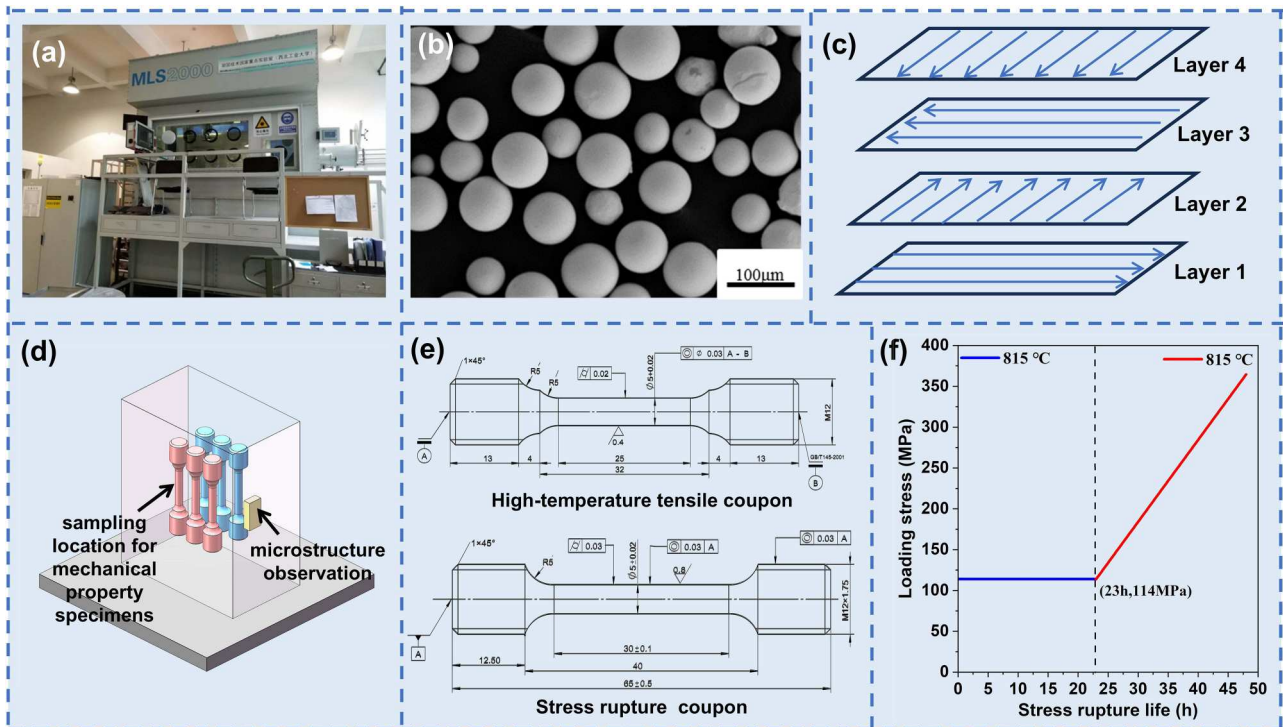 (a)
MLS2000
(b)
100μm
(c)
Layer 4
Layer 3
Layer 2
Layer 1
(d)
sampling
location for
mechanical
property
specimens
microstructure
observation
(e)
1×45°
R5
R5
0.02
∅5+0.02
∅ 0.03 A - B
M12
0.4
A
13
4
25
32
4
13
GB/T145-2001
B
High-temperature tensile coupon
1×45°
R5
0.03
∅5+0.02
0.03 A
0.8
0.03 A
M12×1.75
A
12.50
30±0.1
40
65±0.5
Stress rupture coupon
(f)
815 ℃
815 ℃
Loading stress (MPa)
400
350
300
250
200
150
100
50
0
(23h,114MPa)
0 5 10 15 20 25 30 35 40 45 50
Stress rupture life (h)